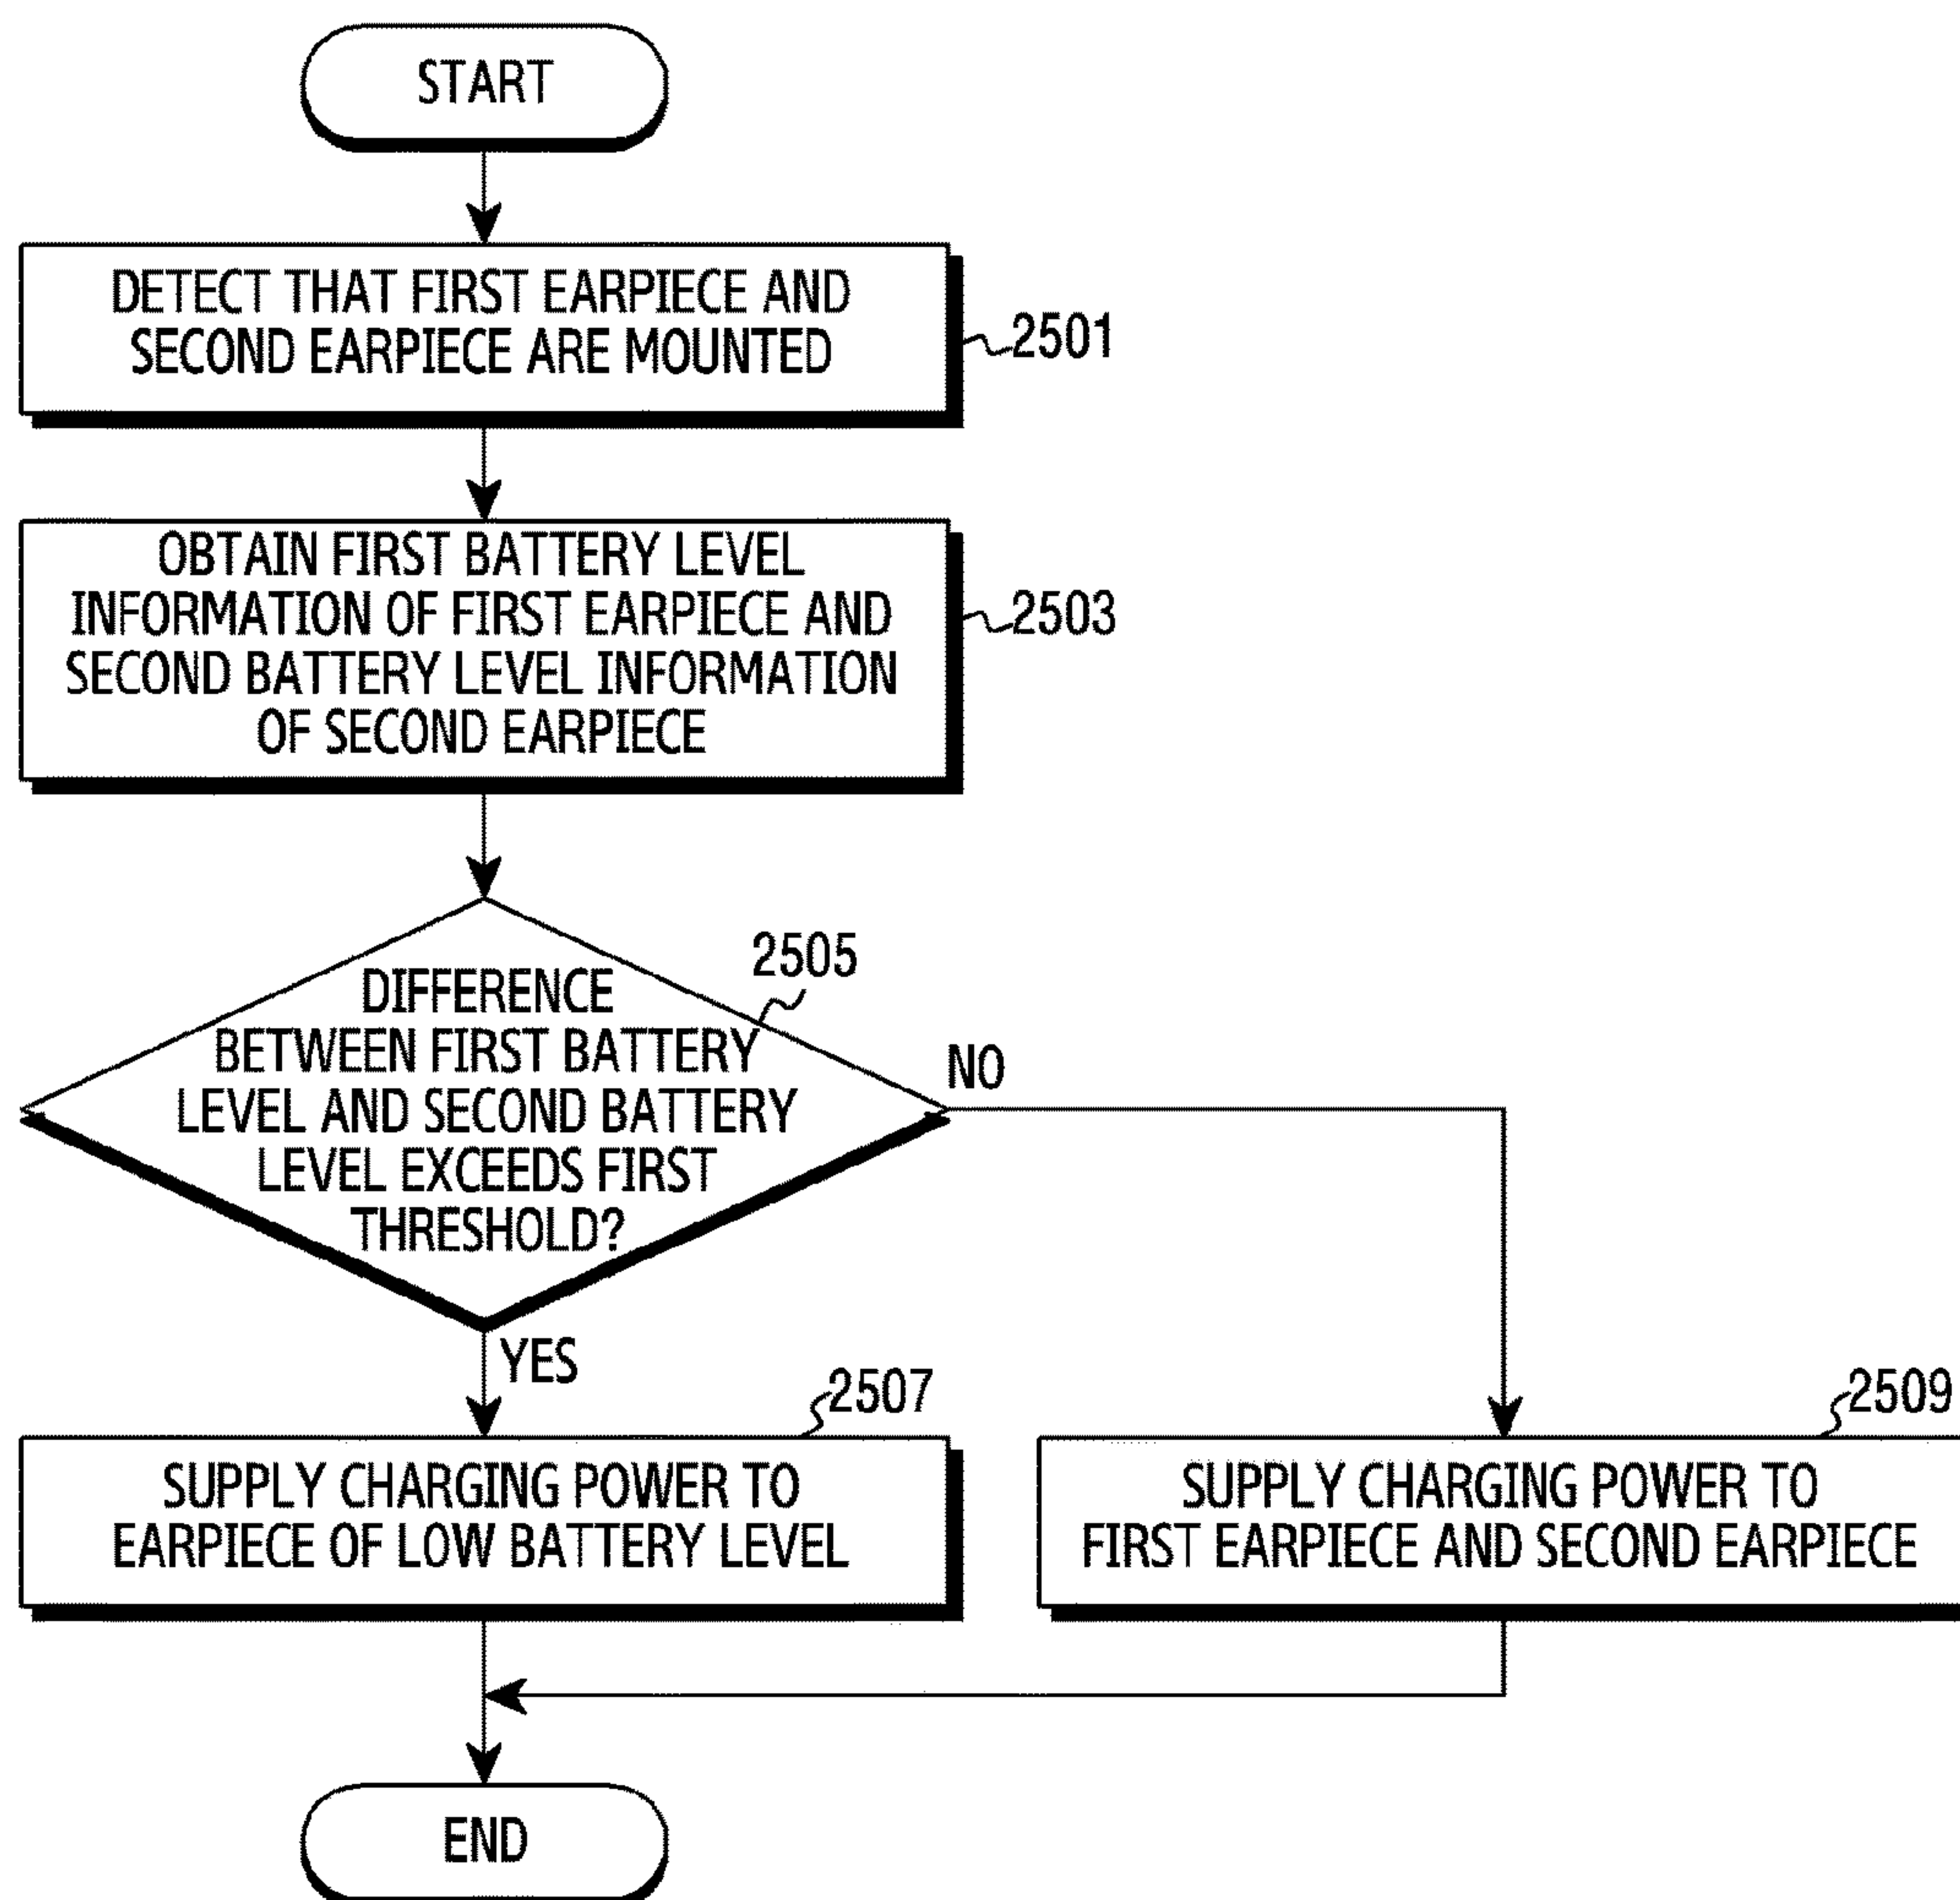 START
DETECT THAT FIRST EARPIECE AND
SECOND EARPIECE ARE MOUNTED
2501
OBTAIN FIRST BATTERY LEVEL
INFORMATION OF FIRST EARPIECE AND
SECOND BATTERY LEVEL INFORMATION
OF SECOND EARPIECE
2503
2505
DIFFERENCE
BETWEEN FIRST BATTERY
LEVEL AND SECOND BATTERY
LEVEL EXCEEDS FIRST
THRESHOLD?
NO
YES
2507
SUPPLY CHARGING POWER TO
EARPIECE OF LOW BATTERY LEVEL
2509
SUPPLY CHARGING POWER TO
FIRST EARPIECE AND SECOND EARPIECE
END